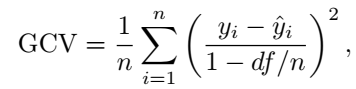 GCV = \frac{1}{n} \sum_{i=1}^{n} \left( \frac{y_i - \hat{y}_i}{1 - df/n} \right)^2 ,